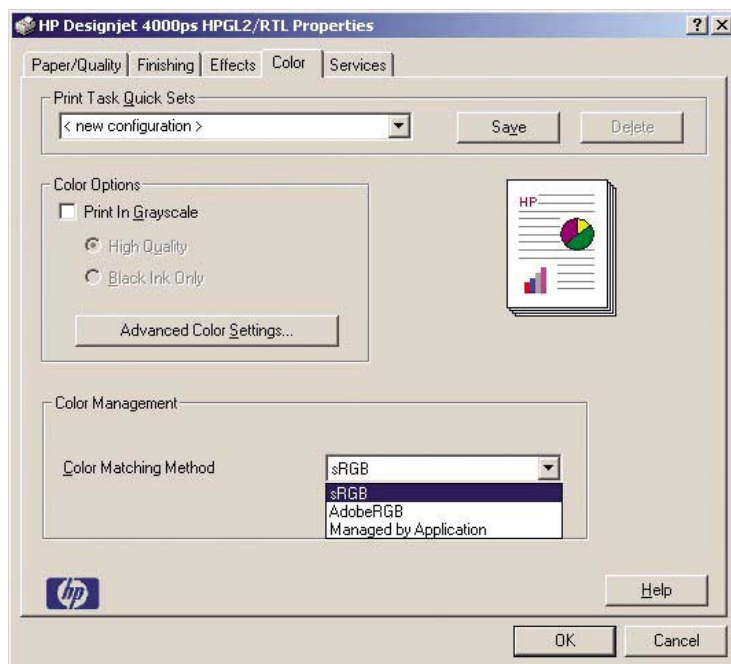 HP Designjet 4000ps HPGL2/RTL Properties
? X
Paper/Quality Finishing Effects Color Services
Print Task Quick Sets
< new configuration > Save Delete
Color Options
Print In Grayscale
High Quality
Black Ink Only
Advanced Color Settings...
HP
Color Management
Color Matching Method sRGB
sRGB
AdobeRGB
Managed by Application
hp
Help
OK Cancel